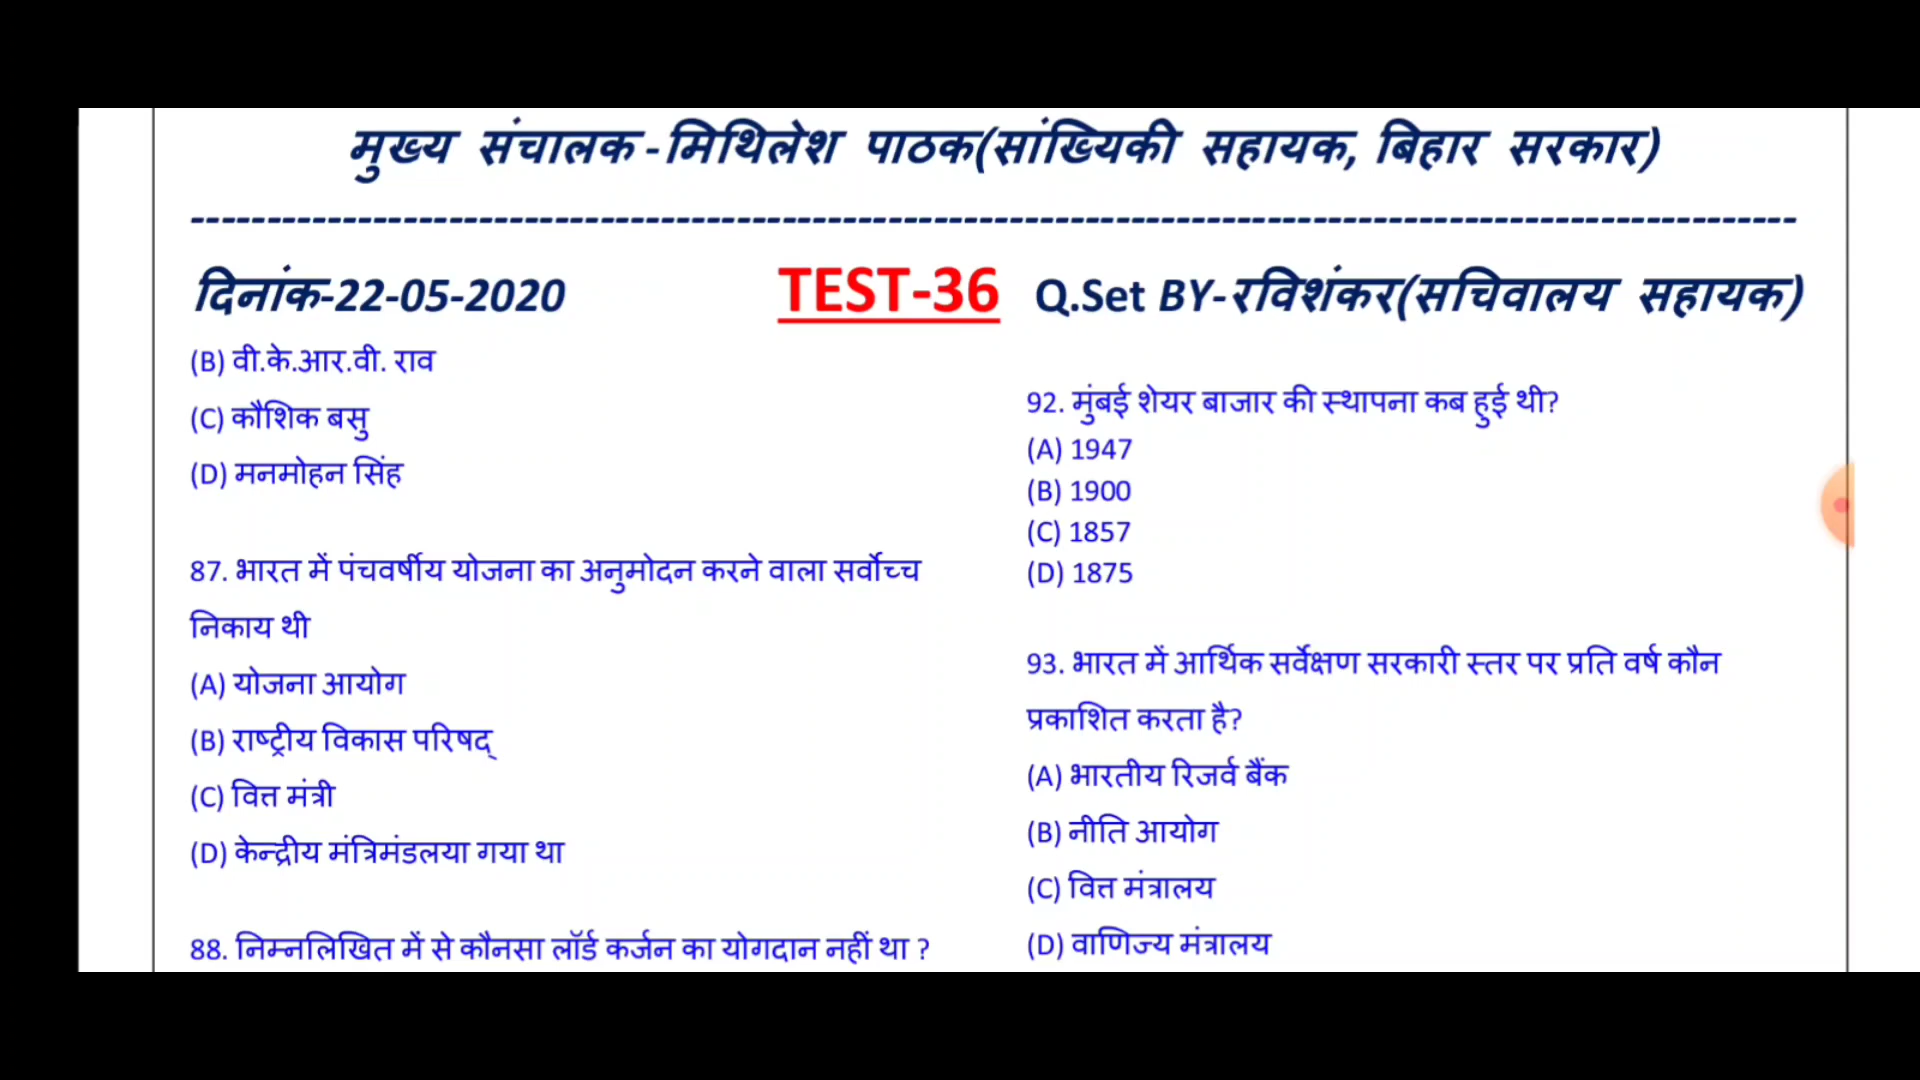 मुख्य संचालक-मिथिलेश पाठक(सांख्यिकी सहायक, बिहार सरकार)
दिनांक-22-05-2020 TEST-36 Q.Set BY-रविशंकर(सचिवालय सहायक)
(B) वी.के.आर.वी. राव
(C) कौशिक बसु
(D) मनमोहन सिंह
87. भारत में पंचवर्षीय योजना का अनुमोदन करने वाला सर्वोच्च
निकाय थी
(A) योजना आयोग
(B) राष्ट्रीय विकास परिषद्
(C) वित्त मंत्री
(D) केन्द्रीय मंत्रिमंडलया गया था
88. निम्नलिखित में से कौनसा लॉर्ड कर्जन का योगदान नहीं था ?
92. मुंबई शेयर बाजार की स्थापना कब हुई थी?
(A) 1947
(B) 1900
(C) 1857
(D) 1875
93. भारत में आर्थिक सर्वेक्षण सरकारी स्तर पर प्रति वर्ष कौन
प्रकाशित करता है?
(A) भारतीय रिजर्व बैंक
(B) नीति आयोग
(C) वित्त मंत्रालय
(D) वाणिज्य मंत्रालय